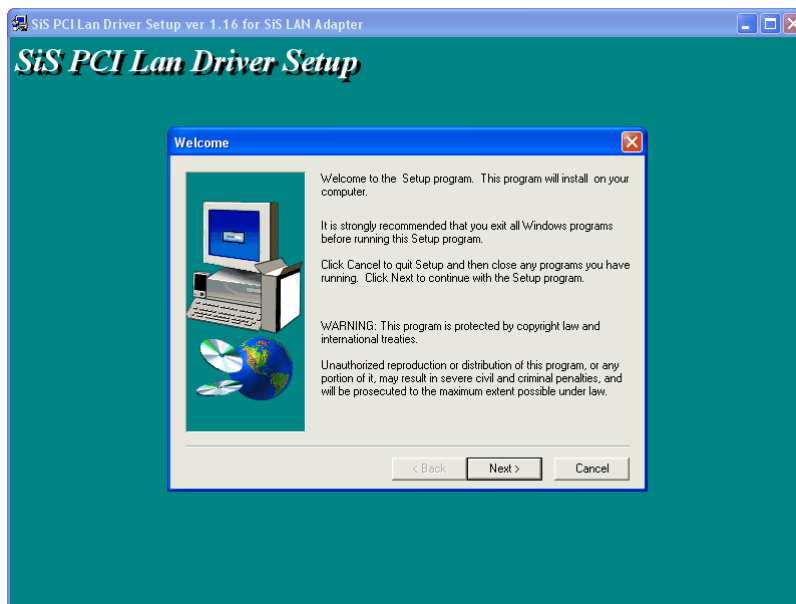 SiS PCI Lan Driver Setup ver 1.16 for SiS LAN Adapter
SiS PCI Lan Driver Setup
Welcome
Welcome to the Setup program. This program will install on your
computer.
It is strongly recommended that you exit all Windows programs
before running this Setup program.
Click Cancel to quit Setup and then close any programs you have
running. Click Next to continue with the Setup program.
WARNING: This program is protected by copyright law and
international treaties.
Unauthorized reproduction or distribution of this program, or any
portion of it, may result in severe civil and criminal penalties, and
will be prosecuted to the maximum extent possible under law.
< Back Next > Cancel